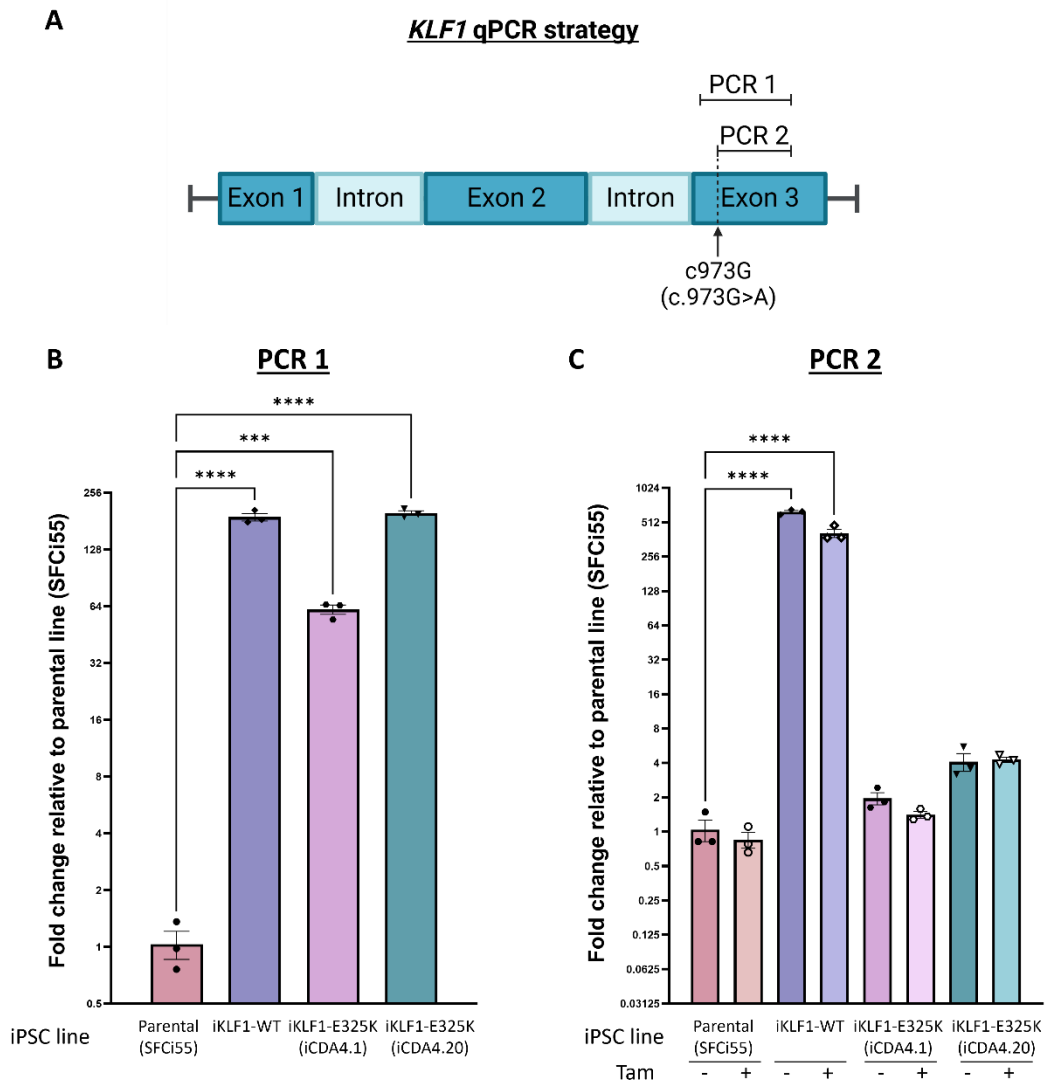 A
KLF1 qPCR strategy
PCR 1
PCR 2
Exon 1 Intron Exon 2 Intron Exon 3
c973G
(c.973G>A)
B PCR 1
****
***
****
Fold change relative to parental line (SFCi55)
256
128
64
32
16
8
4
2
1
0.5
iPSC line
Parental
(SFCi55)
iKLF1-WT
iKLF1-E325K
(iCDA4.1)
iKLF1-E325K
(iCDA4.20)
C PCR 2
****
****
Fold change relative to parental line (SFCi55)
1024
512
256
128
64
32
16
8
4
2
1
0.5
0.25
0.125
0.0625
0.03125
iPSC line
Parental
(SFCi55)
iKLF1-WT
iKLF1-E325K
(iCDA4.1)
iKLF1-E325K
(iCDA4.20)
Tam - + - + - + - +